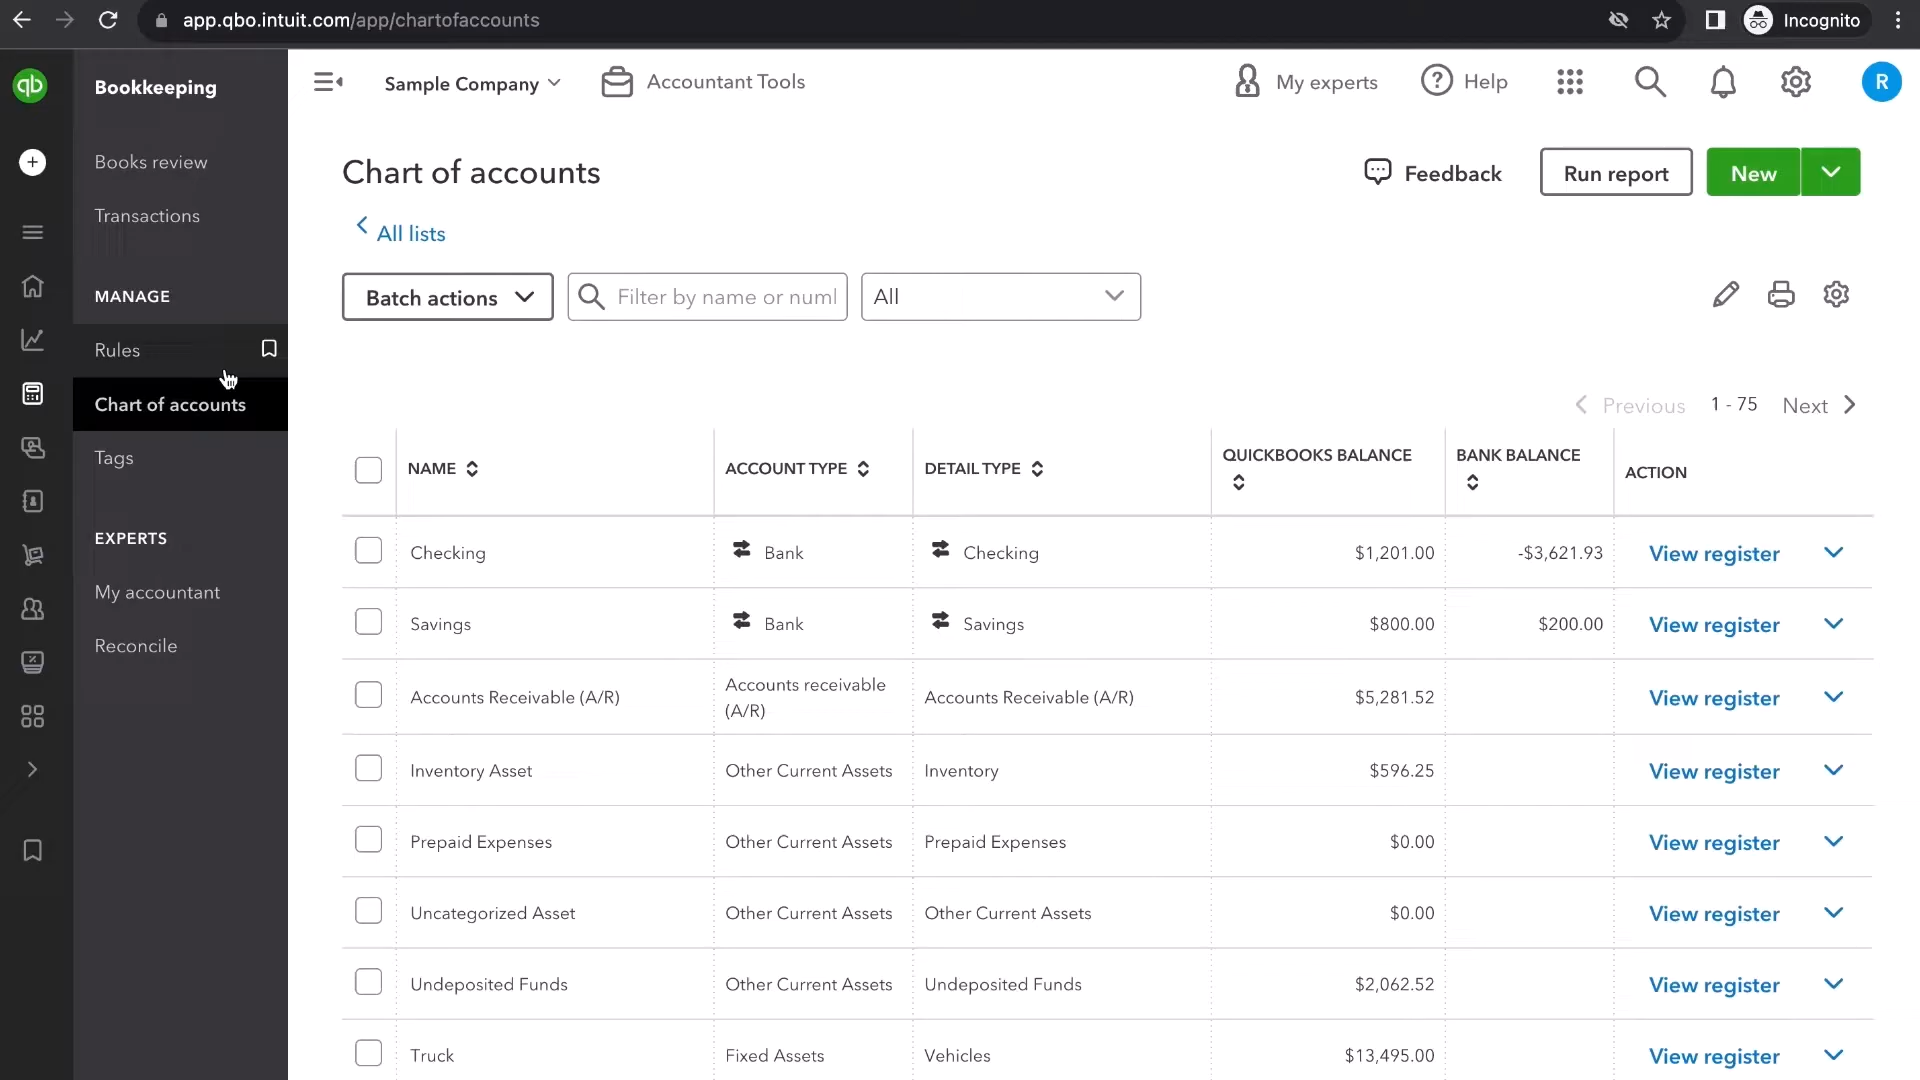 app.qbo.intuit.com/app/chartofaccounts
Incognito
qb
Bookkeeping
Sample Company
Accountant Tools
My experts
Help
R
Books review
Transactions
MANAGE
Rules
Chart of accounts
Tags
EXPERTS
My accountant
Reconcile
Chart of accounts
Feedback
Run report
New
All lists
Batch actions
Filter by name or numl
All
Previous 1 - 75 Next
NAME ACCOUNT TYPE DETAIL TYPE QUICKBOOKS BALANCE BANK BALANCE ACTION
Checking Bank Checking $1,201.00 -$3,621.93 View register
Savings Bank Savings $800.00 $200.00 View register
Accounts Receivable (A/R) Accounts receivable (A/R) Accounts Receivable (A/R) $5,281.52 View register
Inventory Asset Other Current Assets Inventory $596.25 View register
Prepaid Expenses Other Current Assets Prepaid Expenses $0.00 View register
Uncategorized Asset Other Current Assets Other Current Assets $0.00 View register
Undeposited Funds Other Current Assets Undeposited Funds $2,062.52 View register
Truck Fixed Assets Vehicles $13,495.00 View register